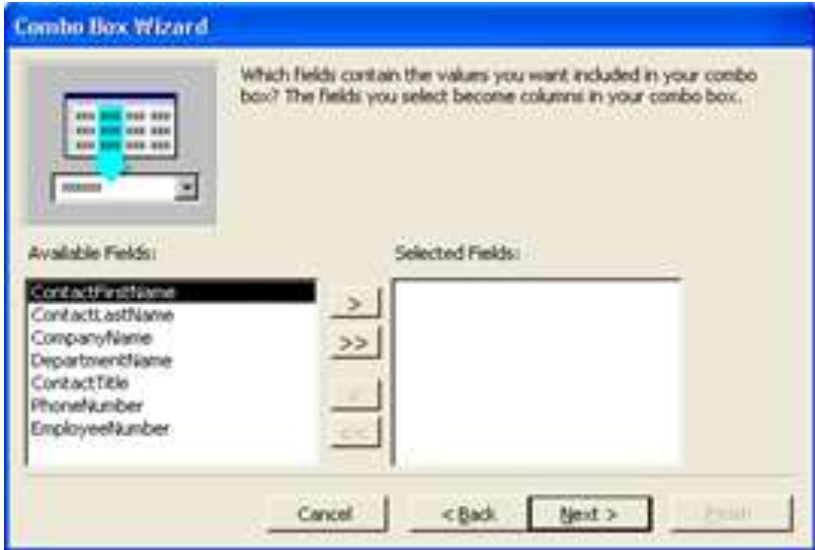 Combo Box Wizard
Which fields contain the values you want included in your combo
box? The fields you select become columns in your combo box.
Available Fields:
Selected Fields:
ContactFirstName
ContactLastName
CompanyName
DepartmentName
ContactTitle
PhoneNumber
EmployeeNumber
>
>>
<
<<
Cancel
< Back
Next >
Finish